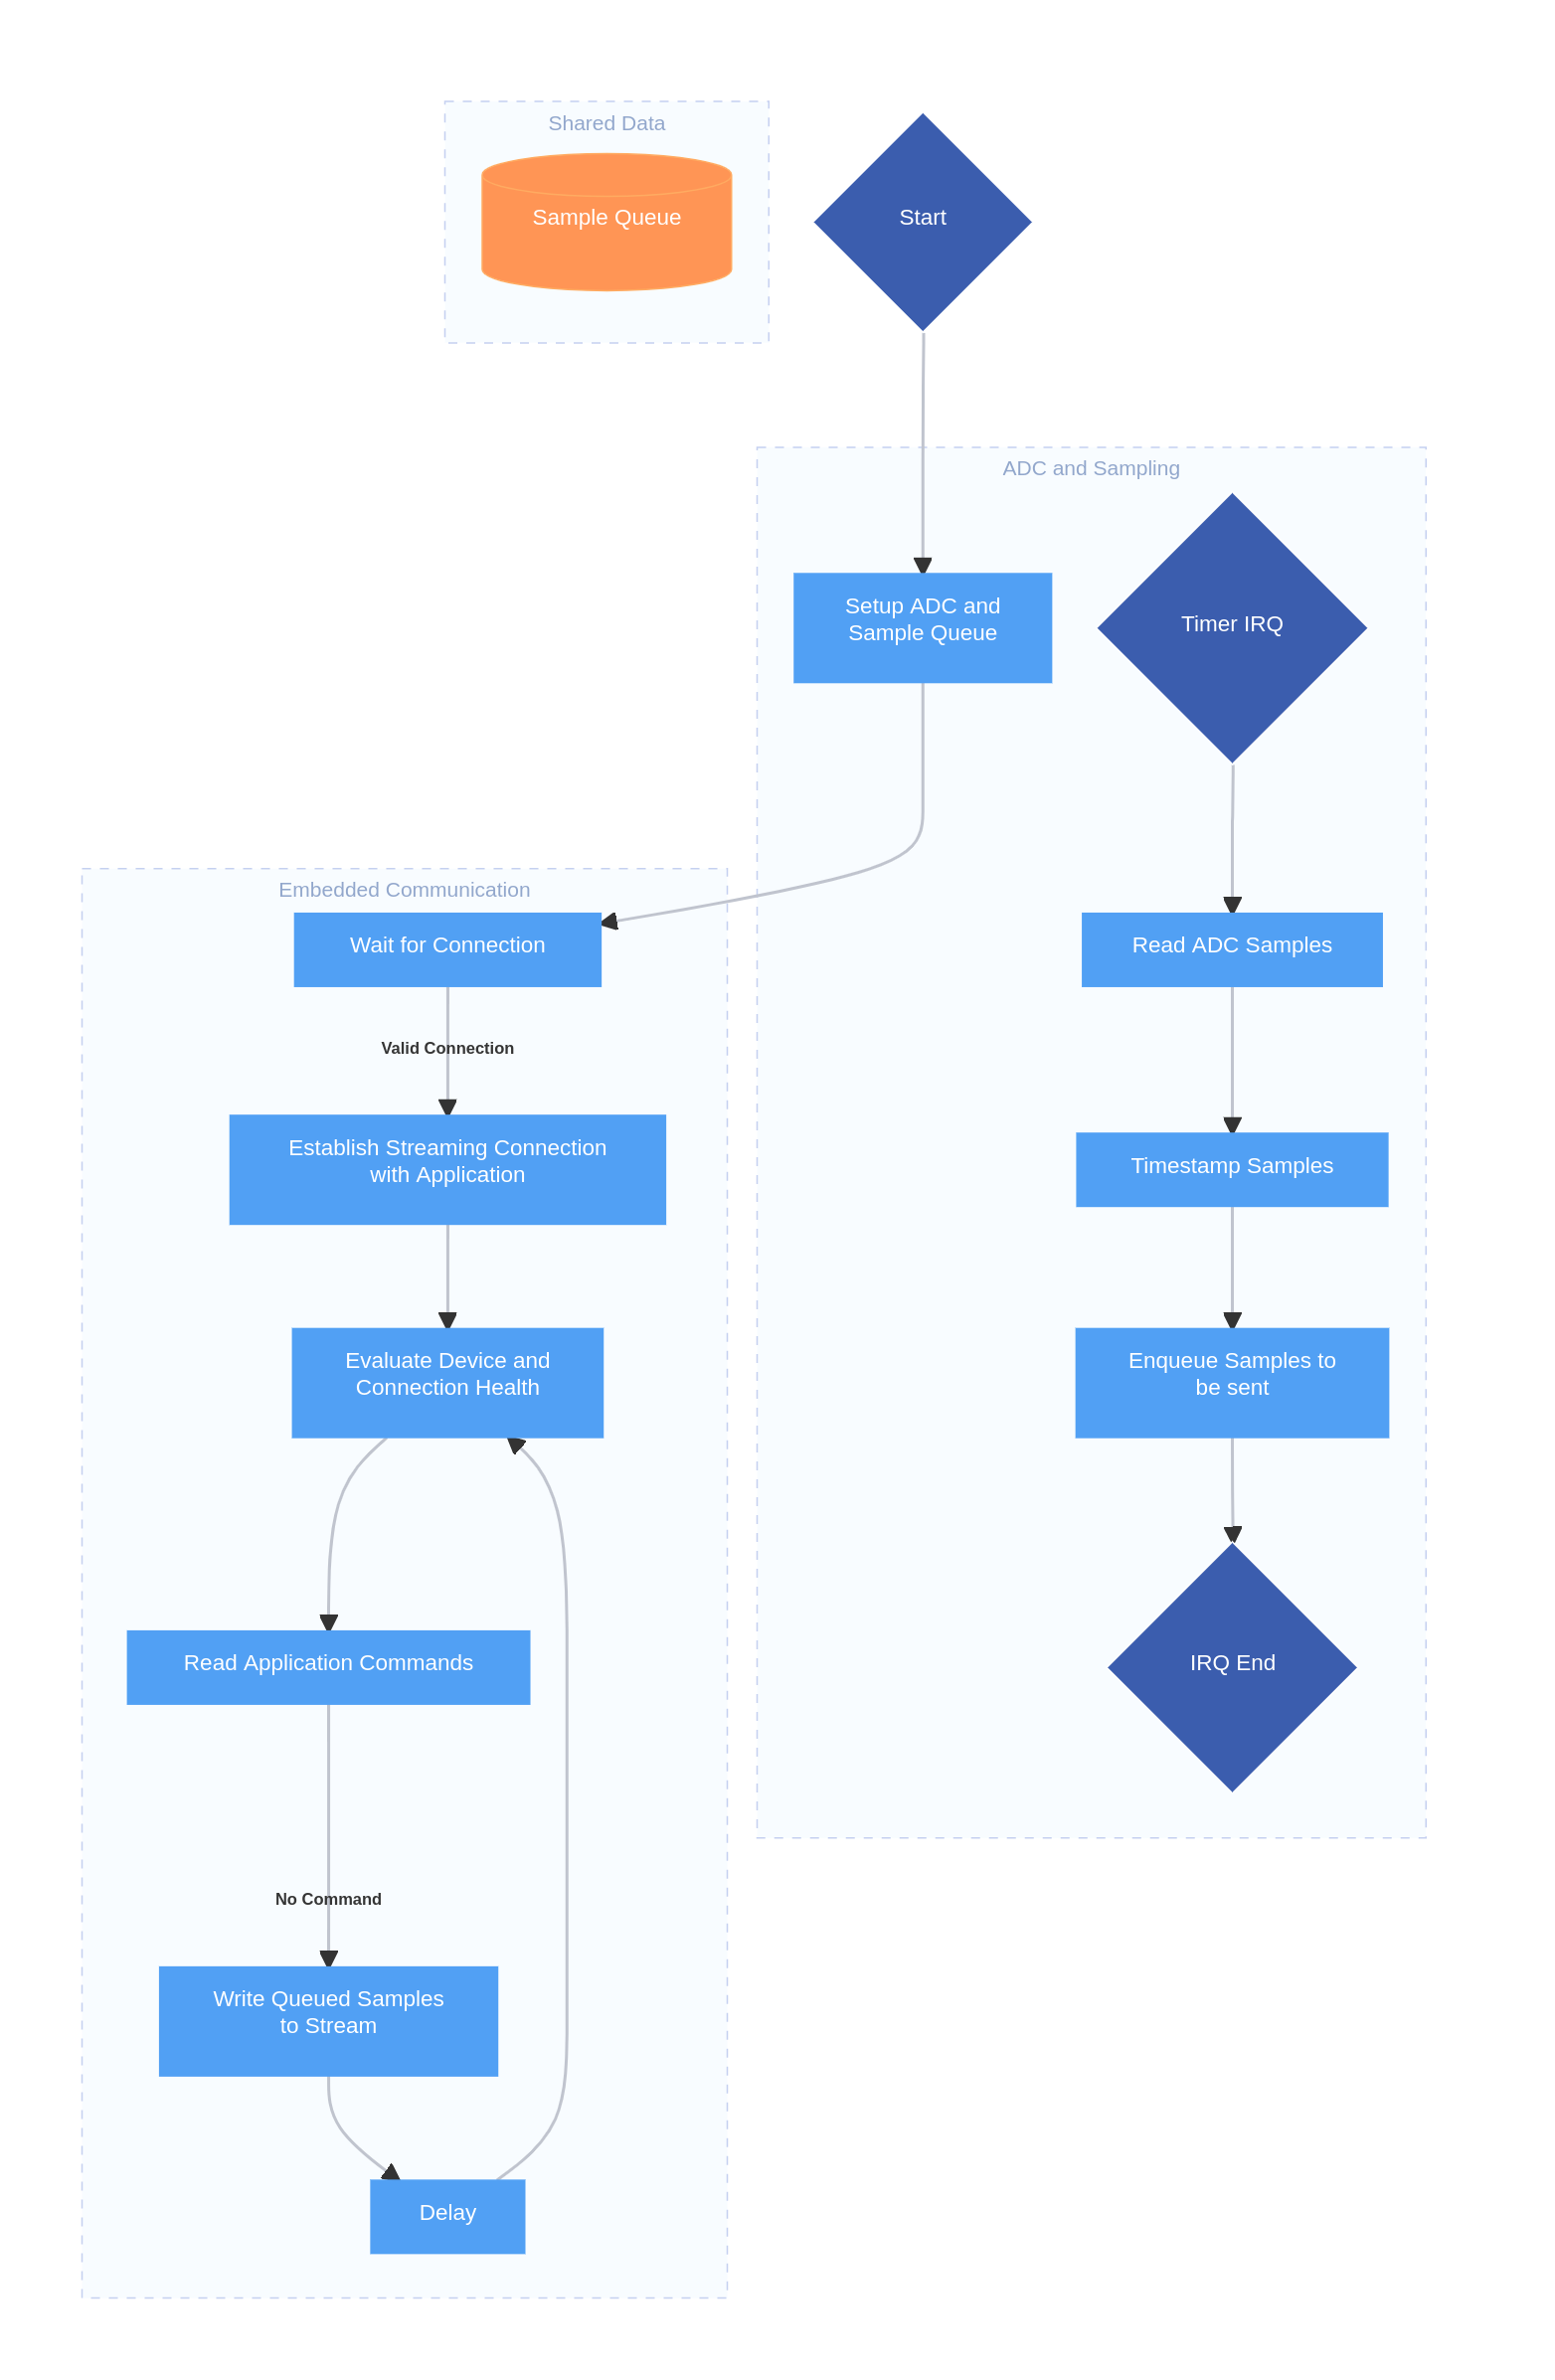 Shared Data
Sample Queue
Start
ADC and Sampling
Setup ADC and
Sample Queue
Timer IRQ
Embedded Communication
Wait for Connection
Read ADC Samples
Valid Connection
Establish Streaming Connection
with Application
Timestamp Samples
Evaluate Device and
Connection Health
Enqueue Samples to
be sent
Read Application Commands
IRQ End
No Command
Write Queued Samples
to Stream
Delay